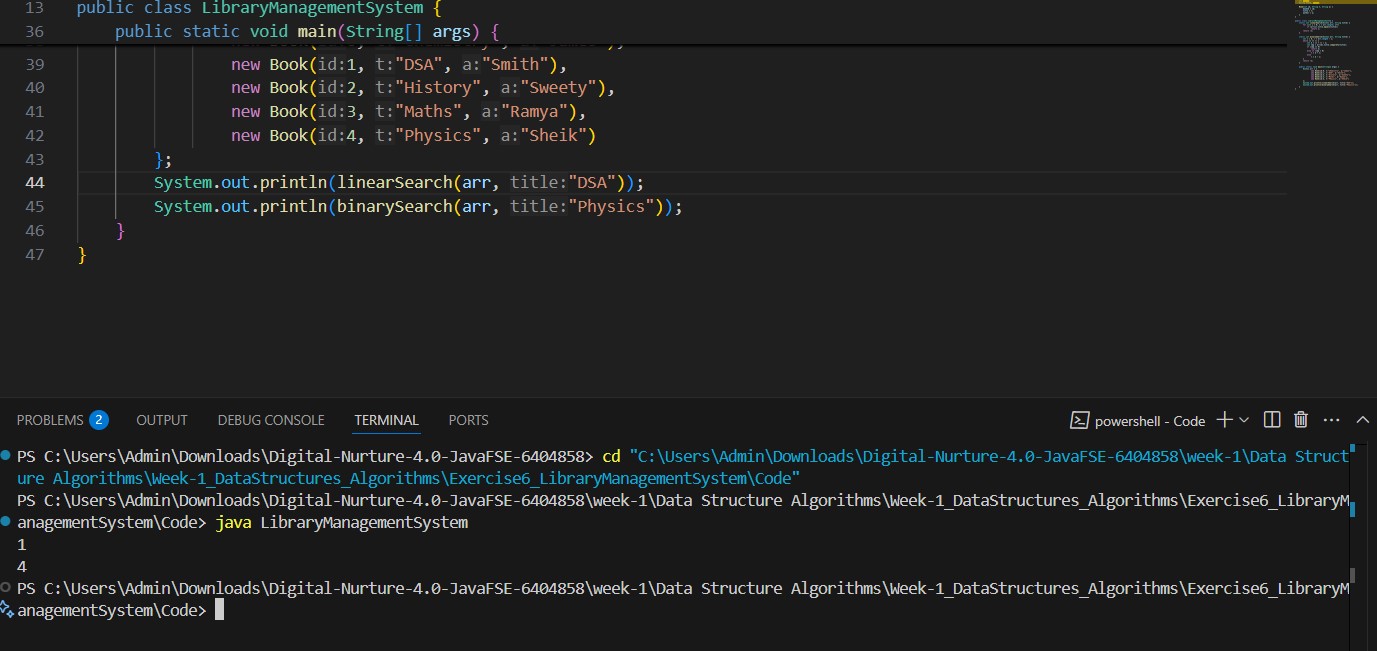 13 public class LibraryManagementSystem {
36 public static void main(String[] args) {
39 new Book(id:1, t:"DSA", a:"Smith"),
40 new Book(id:2, t:"History", a:"Sweety"),
41 new Book(id:3, t:"Maths", a:"Ramya"),
42 new Book(id:4, t:"Physics", a:"Sheik")
43 };
44 System.out.println(linearSearch(arr, title:"DSA"));
45 System.out.println(binarySearch(arr, title:"Physics"));
46 }
47 }
PROBLEMS 2 OUTPUT DEBUG CONSOLE TERMINAL PORTS powershell - Code
PS C:\Users\Admin\Downloads\Digital-Nurture-4.0-JavaFSE-6404858> cd "C:\Users\Admin\Downloads\Digital-Nurture-4.0-JavaFSE-6404858\week-1\Data Struct
ure Algorithms\Week-1_DataStructures_Algorithms\Exercise6_LibraryManagementSystem\Code"
PS C:\Users\Admin\Downloads\Digital-Nurture-4.0-JavaFSE-6404858\week-1\Data Structure Algorithms\Week-1_DataStructures_Algorithms\Exercise6_LibraryM
anagementSystem\Code> java LibraryManagementSystem
1
4
PS C:\Users\Admin\Downloads\Digital-Nurture-4.0-JavaFSE-6404858\week-1\Data Structure Algorithms\Week-1_DataStructures_Algorithms\Exercise6_LibraryM
anagementSystem\Code>